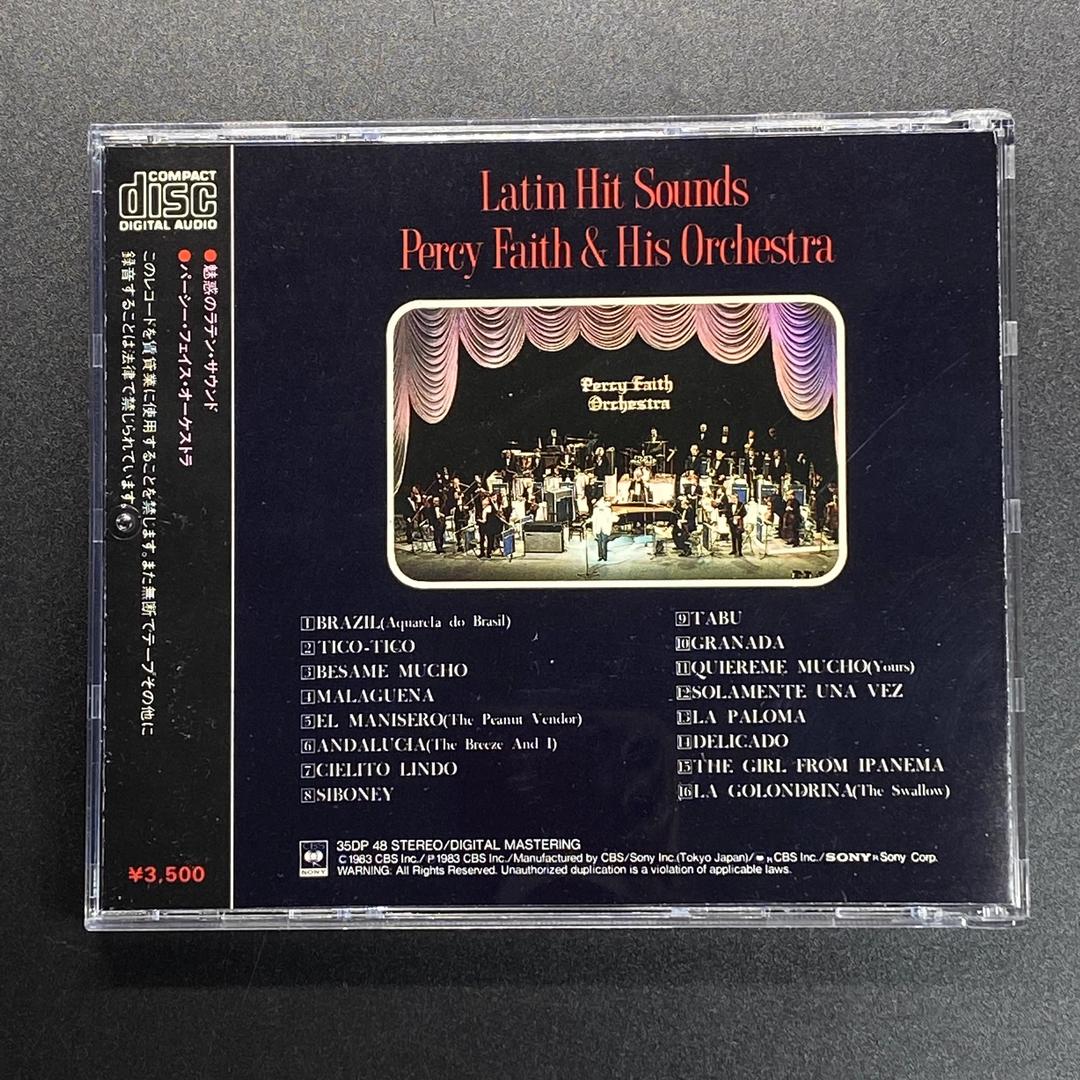 COMPACT
disc
DIGITAL AUDIO
●魅惑のラテン・サウンド
●パーシー・フェイス・オーケストラ
このレコードを賃貸業に使用することを禁じます。また無断でテープその他に
録音することは法律で禁じられています。
¥3,500
Latin Hit Sounds
Percy Faith & His Orchestra
Percy Faith
Orchestra
1 BRAZIL(Aquarela do Brasil)
2 TICO-TICO
3 BESAME MUCHO
4 MALAGUENA
5 EL MANISERO(The Peanut Vendor)
6 ANDALUCIA(The Breeze And I)
7 CIELITO LINDO
8 SIBONEY
9 TABU
10 GRANADA
11 QUIEREME MUCHO(Yours)
12 SOLAMENTE UNA VEZ
13 LA PALOMA
14 DELICADO
15 THE GIRL FROM IPANEMA
16 LA GOLONDRINA(The Swallow)
CBS
SONY
35DP 48 STEREO/DIGITAL MASTERING
C 1983 CBS Inc./ P 1983 CBS Inc./Manufactured by CBS/Sony Inc.(Tokyo Japan)/ R CBS Inc./SONY R Sony Corp.
WARNING: All Rights Reserved. Unauthorized duplication is a violation of applicable laws.